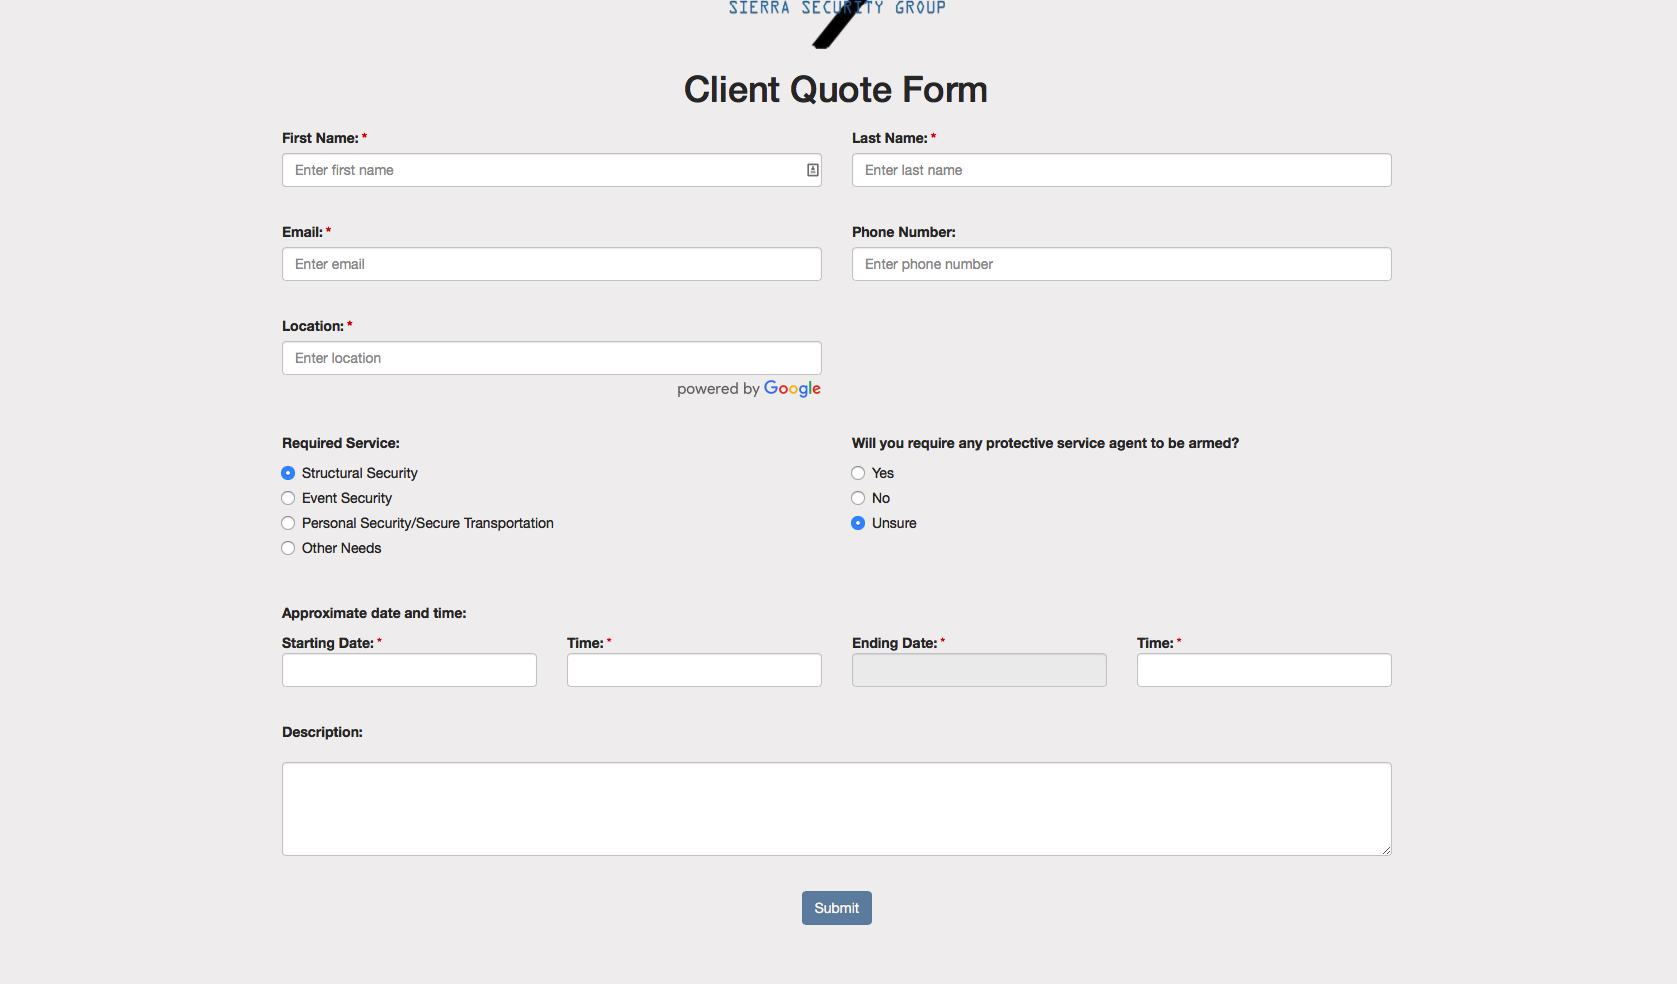 SIERRA SECURITY GROUP
Client Quote Form
First Name: *
Last Name: *
Enter first name
Enter last name
Email: *
Phone Number:
Enter email
Enter phone number
Location: *
Enter location
powered by Google
Required Service:
Will you require any protective service agent to be armed?
Structural Security
Yes
Event Security
No
Personal Security/Secure Transportation
Unsure
Other Needs
Approximate date and time:
Starting Date: *
Time: *
Ending Date: *
Time: *
Description:
Submit